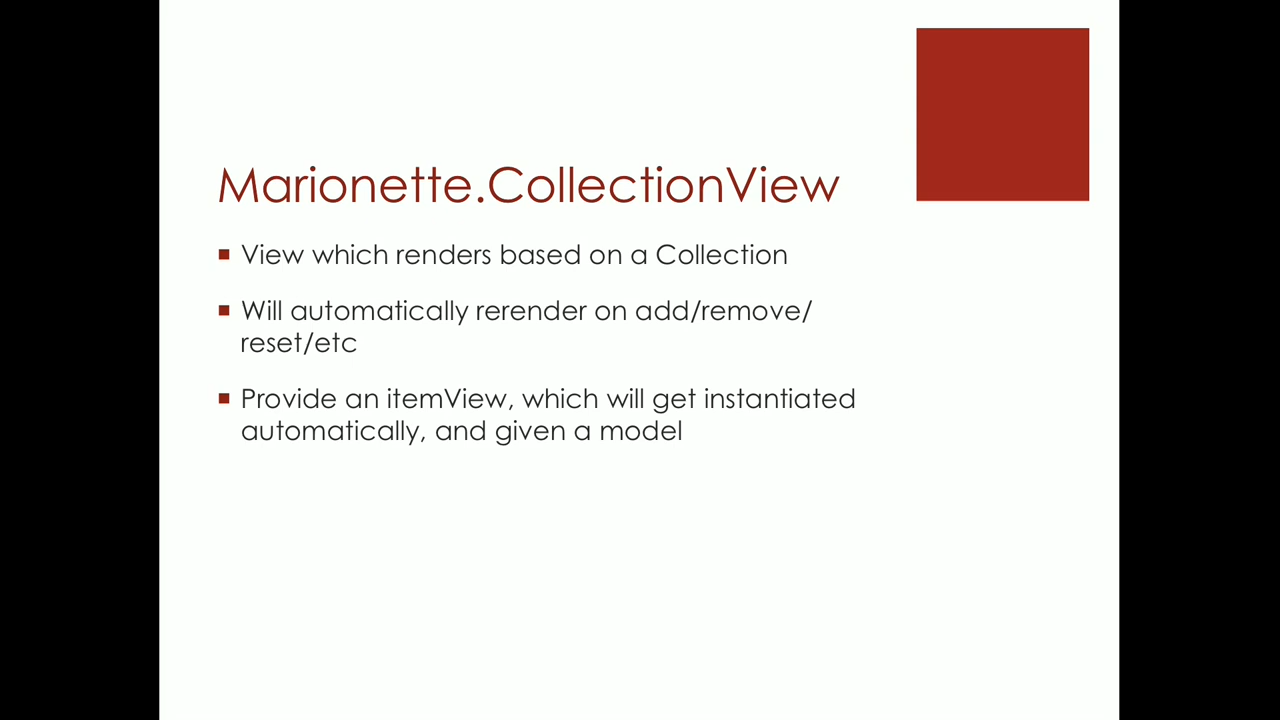 Marionette.CollectionView
View which renders based on a Collection
Will automatically rerender on add/remove/
reset/etc
Provide an itemView, which will get instantiated
automatically, and given a model